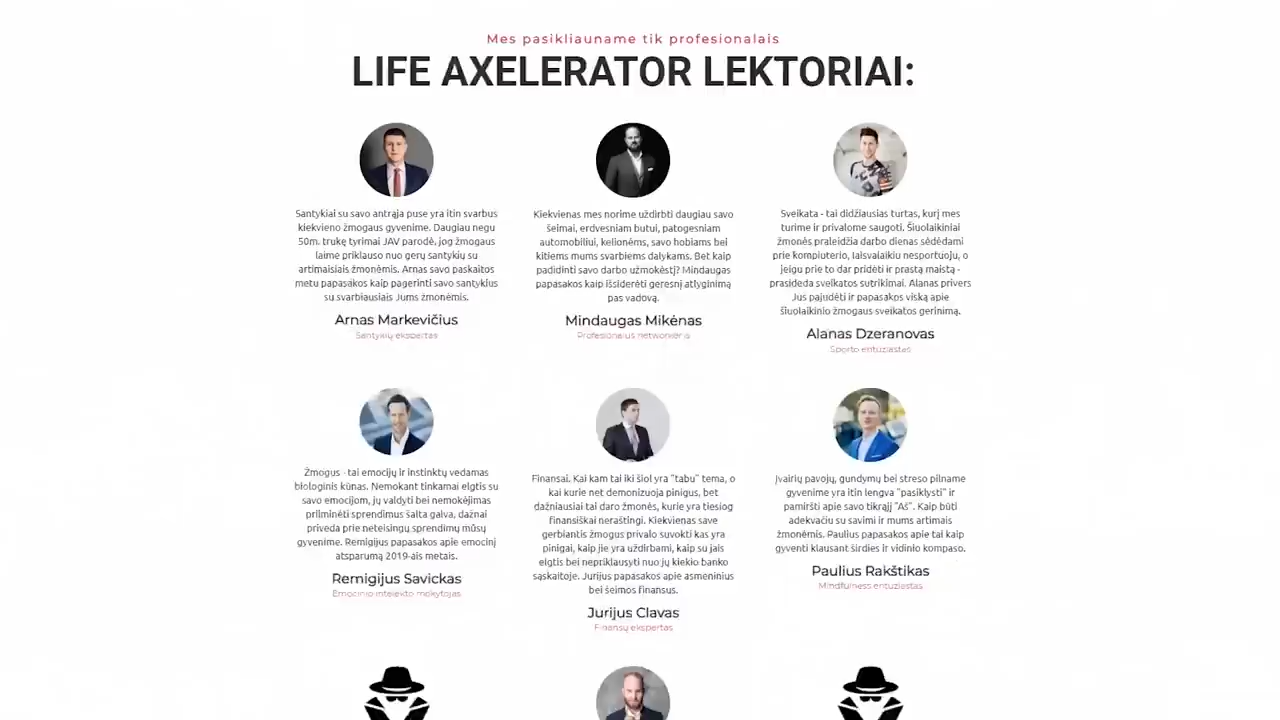 Mes pasikliauname tik profesionalais
LIFE AXELERATOR LEKTORIAI:
Santykiai su savo antrąja puse yra itin svarbus
kiekvieno žmogaus gyvenime. Daugiau negu
50m. trukę tyrimai JAV parodė, jog žmogaus
laimė priklauso nuo gerų santykių su
artimaisiais žmonėmis. Arnas savo paskaitos
metu papasakos kaip pagerinti savo santykius
su svarbiausiais Jums žmonėmis.
Arnas Markevičius
Santykių ekspertas
Kiekvienas mes norime uždirbti daugiau savo
šeimai, erdvesniam butui, patogesniam
automobiliui, kelionėms, savo hobiams bei
kitiems mums svarbiems dalykams. Bet kaip
padidinti savo darbo užmokestį? Mindaugas
papasakos kaip išsiderėti geresnį atlyginimą
pas vadovą.
Mindaugas Mikėnas
Profesionalus networker'is
Sveikata - tai didžiausias turtas, kurį mes
turime ir privalome saugoti. Šiuolaikiniai
žmonės praleidžia darbo dienas sėdėdami
prie kompiuterio, laisvalaikiu nesportuoju, o
jeigu prie to dar pridėti ir prastą maistą -
prasideda sveikatos sutrikimai. Alanas privers
Jus pajudėti ir papasakos viską apie
šiuolaikinio žmogaus sveikatos gerinimą.
Alanas Dzeranovas
Sporto entuziastas
Žmogus - tai emocijų ir instinktų vedamas
biologinis kūnas. Nemokant tinkamai elgtis su
savo emocijom, jų valdyti bei nemokėjimas
priiminėti sprendimus šalta galva, dažnai
priveda prie neteisingų sprendimų mūsų
gyvenime. Remigijus papasakos apie emocinį
atsparumą 2019-ais metais.
Remigijus Savickas
Emocinio intelekto mokytojas
Finansai. Kai kam tai iki šiol yra "tabu" tema, o
kai kurie net demonizuoja pinigus, bet
dažniausiai tai daro žmonės, kurie yra tiesiog
finansiškai neraštingi. Kiekvienas save
gerbiantis žmogus privalo suvokti kas yra
pinigai, kaip jie yra uždirbami, kaip su jais
elgtis bei nepriklausyti nuo jų kiekio banko
sąskaitoje. Jurijus papasakos apie asmeninius
bei šeimos finansus.
Jurijus Clavas
Finansų ekspertas
Įvairių pavojų, gundymų bei streso pilname
gyvenime yra itin lengva "pasiklysti" ir
pamiršti apie savo tikrąjį "Aš". Kaip būti
adekvačiu su savimi ir mums artimais
žmonėmis. Paulius papasakos apie tai kaip
gyventi klausant širdies ir vidinio kompaso.
Paulius Rakštikas
Mindfulness entuziastas